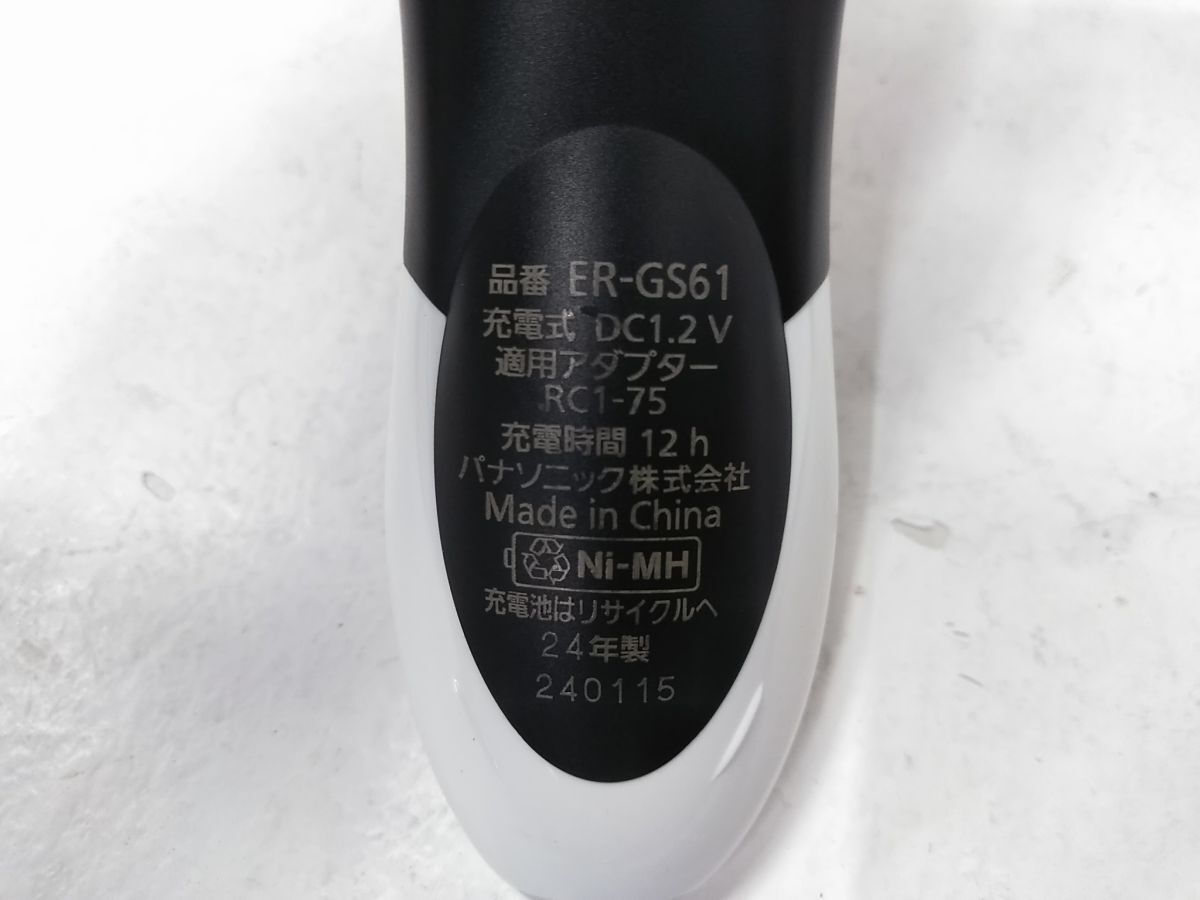 品番 ER-GS61
充電式 DC1.2 V
適用アダプター
RC1-75
充電時間 12 h
パナソニック株式会社
Made in China
Ni-MH
充電池はリサイクルへ
24年製
240115